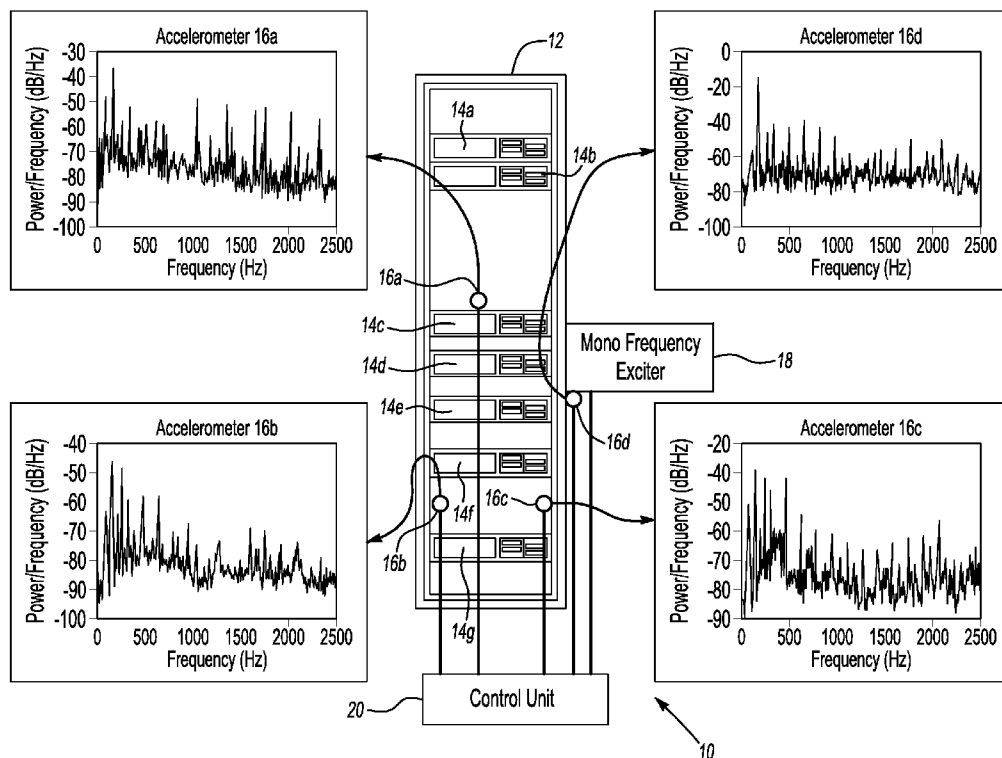 Accelerometer 16a
Power/Frequency (dB/Hz)
-30
-40
-50
-60
-70
-80
-90
-100
0
500
1000
1500
2000
2500
Frequency (Hz)
12
14a
14b
16a
14c
14d
14e
14f
16b
16c
14g
Accelerometer 16d
Power/Frequency (dB/Hz)
0
-20
-40
-60
-80
-100
0
500
1000
1500
2000
2500
Frequency (Hz)
Mono Frequency
Exciter
18
16d
Accelerometer 16b
Power/Frequency (dB/Hz)
-40
-50
-60
-70
-80
-90
-100
0
500
1000
1500
2000
2500
Frequency (Hz)
Accelerometer 16c
Power/Frequency (dB/Hz)
-20
-30
-40
-50
-60
-70
-80
-90
0
500
1000
1500
2000
2500
Frequency (Hz)
20
Control Unit
10